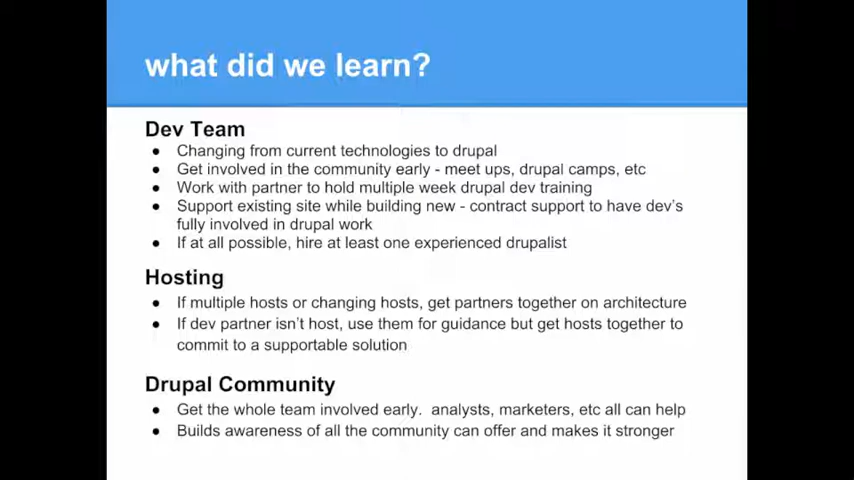 what did we learn?
Dev Team
● Changing from current technologies to drupal
● Get involved in the community early - meet ups, drupal camps, etc
● Work with partner to hold multiple week drupal dev training
● Support existing site while building new - contract support to have dev's
fully involved in drupal work
● If at all possible, hire at least one experienced drupalist
Hosting
● If multiple hosts or changing hosts, get partners together on architecture
● If dev partner isn't host, use them for guidance but get hosts together to
commit to a supportable solution
Drupal Community
● Get the whole team involved early.  analysts, marketers, etc all can help
● Builds awareness of all the community can offer and makes it stronger